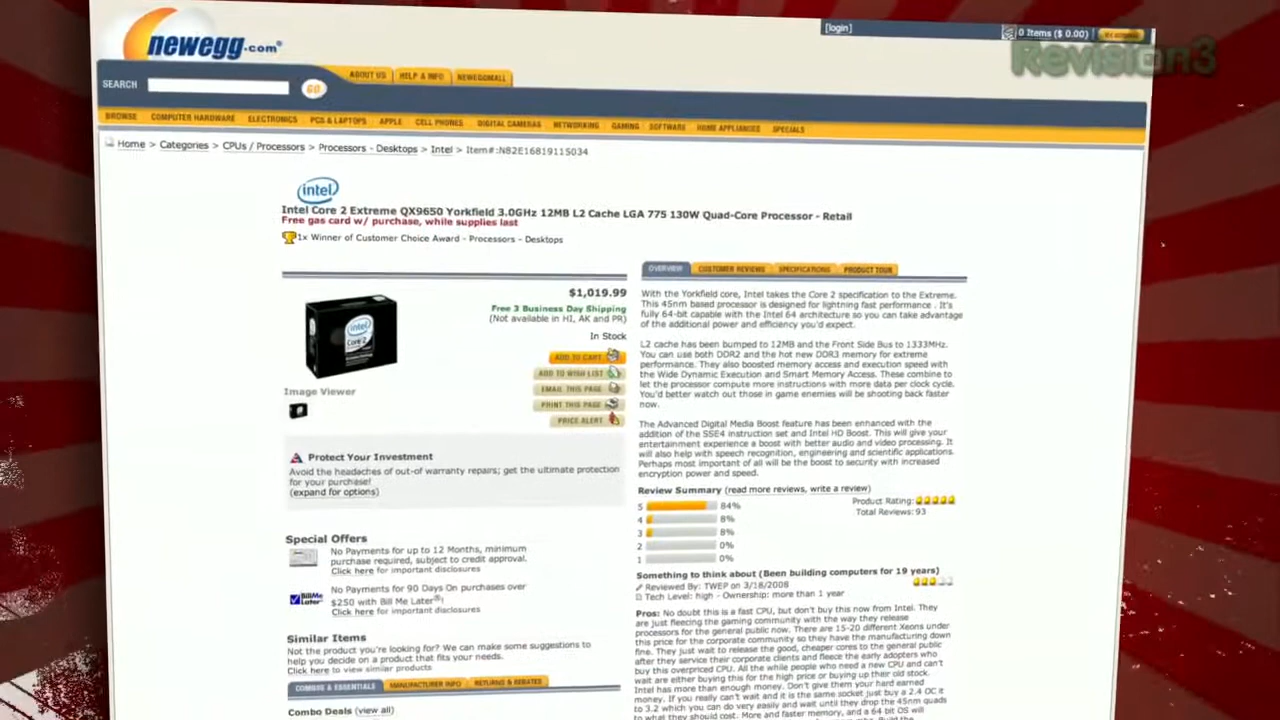 newegg.com®
[login]
0 Items ($ 0.00)
Revision3
SEARCH
GO
ABOUT US
HELP & INFO
NEWEGGMALL
BROWSE COMPUTER HARDWARE ELECTRONICS PCS & LAPTOPS APPLE CELL PHONES DIGITAL CAMERAS NETWORKING GAMING SOFTWARE HOME APPLIANCES SPECIALS
Home > Categories > CPUs / Processors > Processors - Desktops > Intel > Item#:N82E16819115034
intel
Intel Core 2 Extreme QX9650 Yorkfield 3.0GHz 12MB L2 Cache LGA 775 130W Quad-Core Processor - Retail
Free gas card w/ purchase, while supplies last
1x Winner of Customer Choice Award - Processors - Desktops
$1,019.99
Free 3 Business Day Shipping
(Not available in HI, AK and PR)
In Stock
ADD TO CART
ADD TO WISH LIST
EMAIL THIS PAGE
PRINT THIS PAGE
PRICE ALERT
intel
Core 2
Image Viewer
Protect Your Investment
Avoid the headaches of out-of warranty repairs; get the ultimate protection
for your purchase!
(expand for options)
Special Offers
No Payments for up to 12 Months, minimum
purchase required, subject to credit approval.
Click here for important disclosures
BillMe
Later
No Payments for 90 Days On purchases over
$250 with Bill Me Later®!
Click here for important disclosures
Similar Items
Not the product you're looking for? We can make some suggestions to
help you decide on a product that fits your needs.
Click here to view similar products
COMBOS & ESSENTIALS MANUFACTURER INFO RETURNS & REBATES
Combo Deals (view all)
OVERVIEW CUSTOMER REVIEWS SPECIFICATIONS PRODUCT TOUR
With the Yorkfield core, Intel takes the Core 2 specification to the Extreme.
This 45nm based processor is designed for lightning fast performance . It's
fully 64-bit capable with the Intel 64 architecture so you can take advantage
of the additional power and efficiency you'd expect.
L2 cache has been bumped to 12MB and the Front Side Bus to 1333MHz.
You can use both DDR2 and the hot new DDR3 memory for extreme
performance. They also boosted memory access and execution speed with
the Wide Dynamic Execution and Smart Memory Access. These combine to
let the processor compute more instructions with more data per clock cycle.
You'd better watch out those in game enemies will be shooting back faster
now.
The Advanced Digital Media Boost feature has been enhanced with the
addition of the SSE4 instruction set and Intel HD Boost. This will give your
entertainment experience a boost with better audio and video processing. It
will also help with speech recognition, engineering and scientific applications.
Perhaps most important of all will be the boost to security with increased
encryption power and speed.
Review Summary (read more reviews, write a review)
5 84%
4 8%
3 8%
2 0%
1 0%
Product Rating:
Total Reviews: 93
Something to think about (Been building computers for 19 years)
Reviewed By: TWEP on 3/18/2008
Tech Level: high - Ownership: more than 1 year
Pros: No doubt this is a fast CPU, but don't buy this now from Intel. They
are just fleecing the gaming community with the way they release
processors for the general public now. There are 15-20 different Xeons under
this price for the corporate community so they have the manufacturing down
fine. They just wait to release the good, cheaper cores to the general public
after they service their corporate clients and fleece the early adopters who
buy this overpriced CPU. All the while people who need a new CPU and can't
wait are either buying this for the high price or buying up their old stock.
Intel has more than enough money. Don't give them your hard earned
money. If you really can't wait and it is the same socket just buy a 2.4 OC it
to 3.2 which you can do very easily and wait until they drop the 45nm quads
to what they should cost. More and faster memory, and a 64 bit OS will